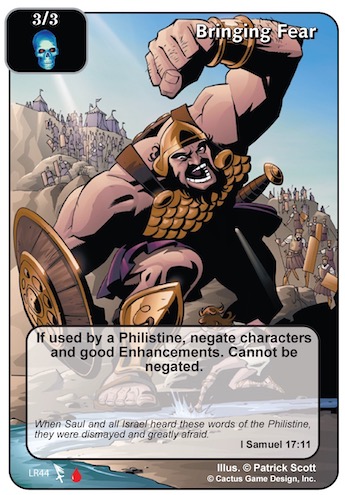 3/3
Bringing Fear
If used by a Philistine, negate characters
and good Enhancements. Cannot be
negated.
When Saul and all Israel heard these words of the Philistine,
they were dismayed and greatly afraid.
I Samuel 17:11
LR44
Illus. © Patrick Scott
© Cactus Game Design, Inc.